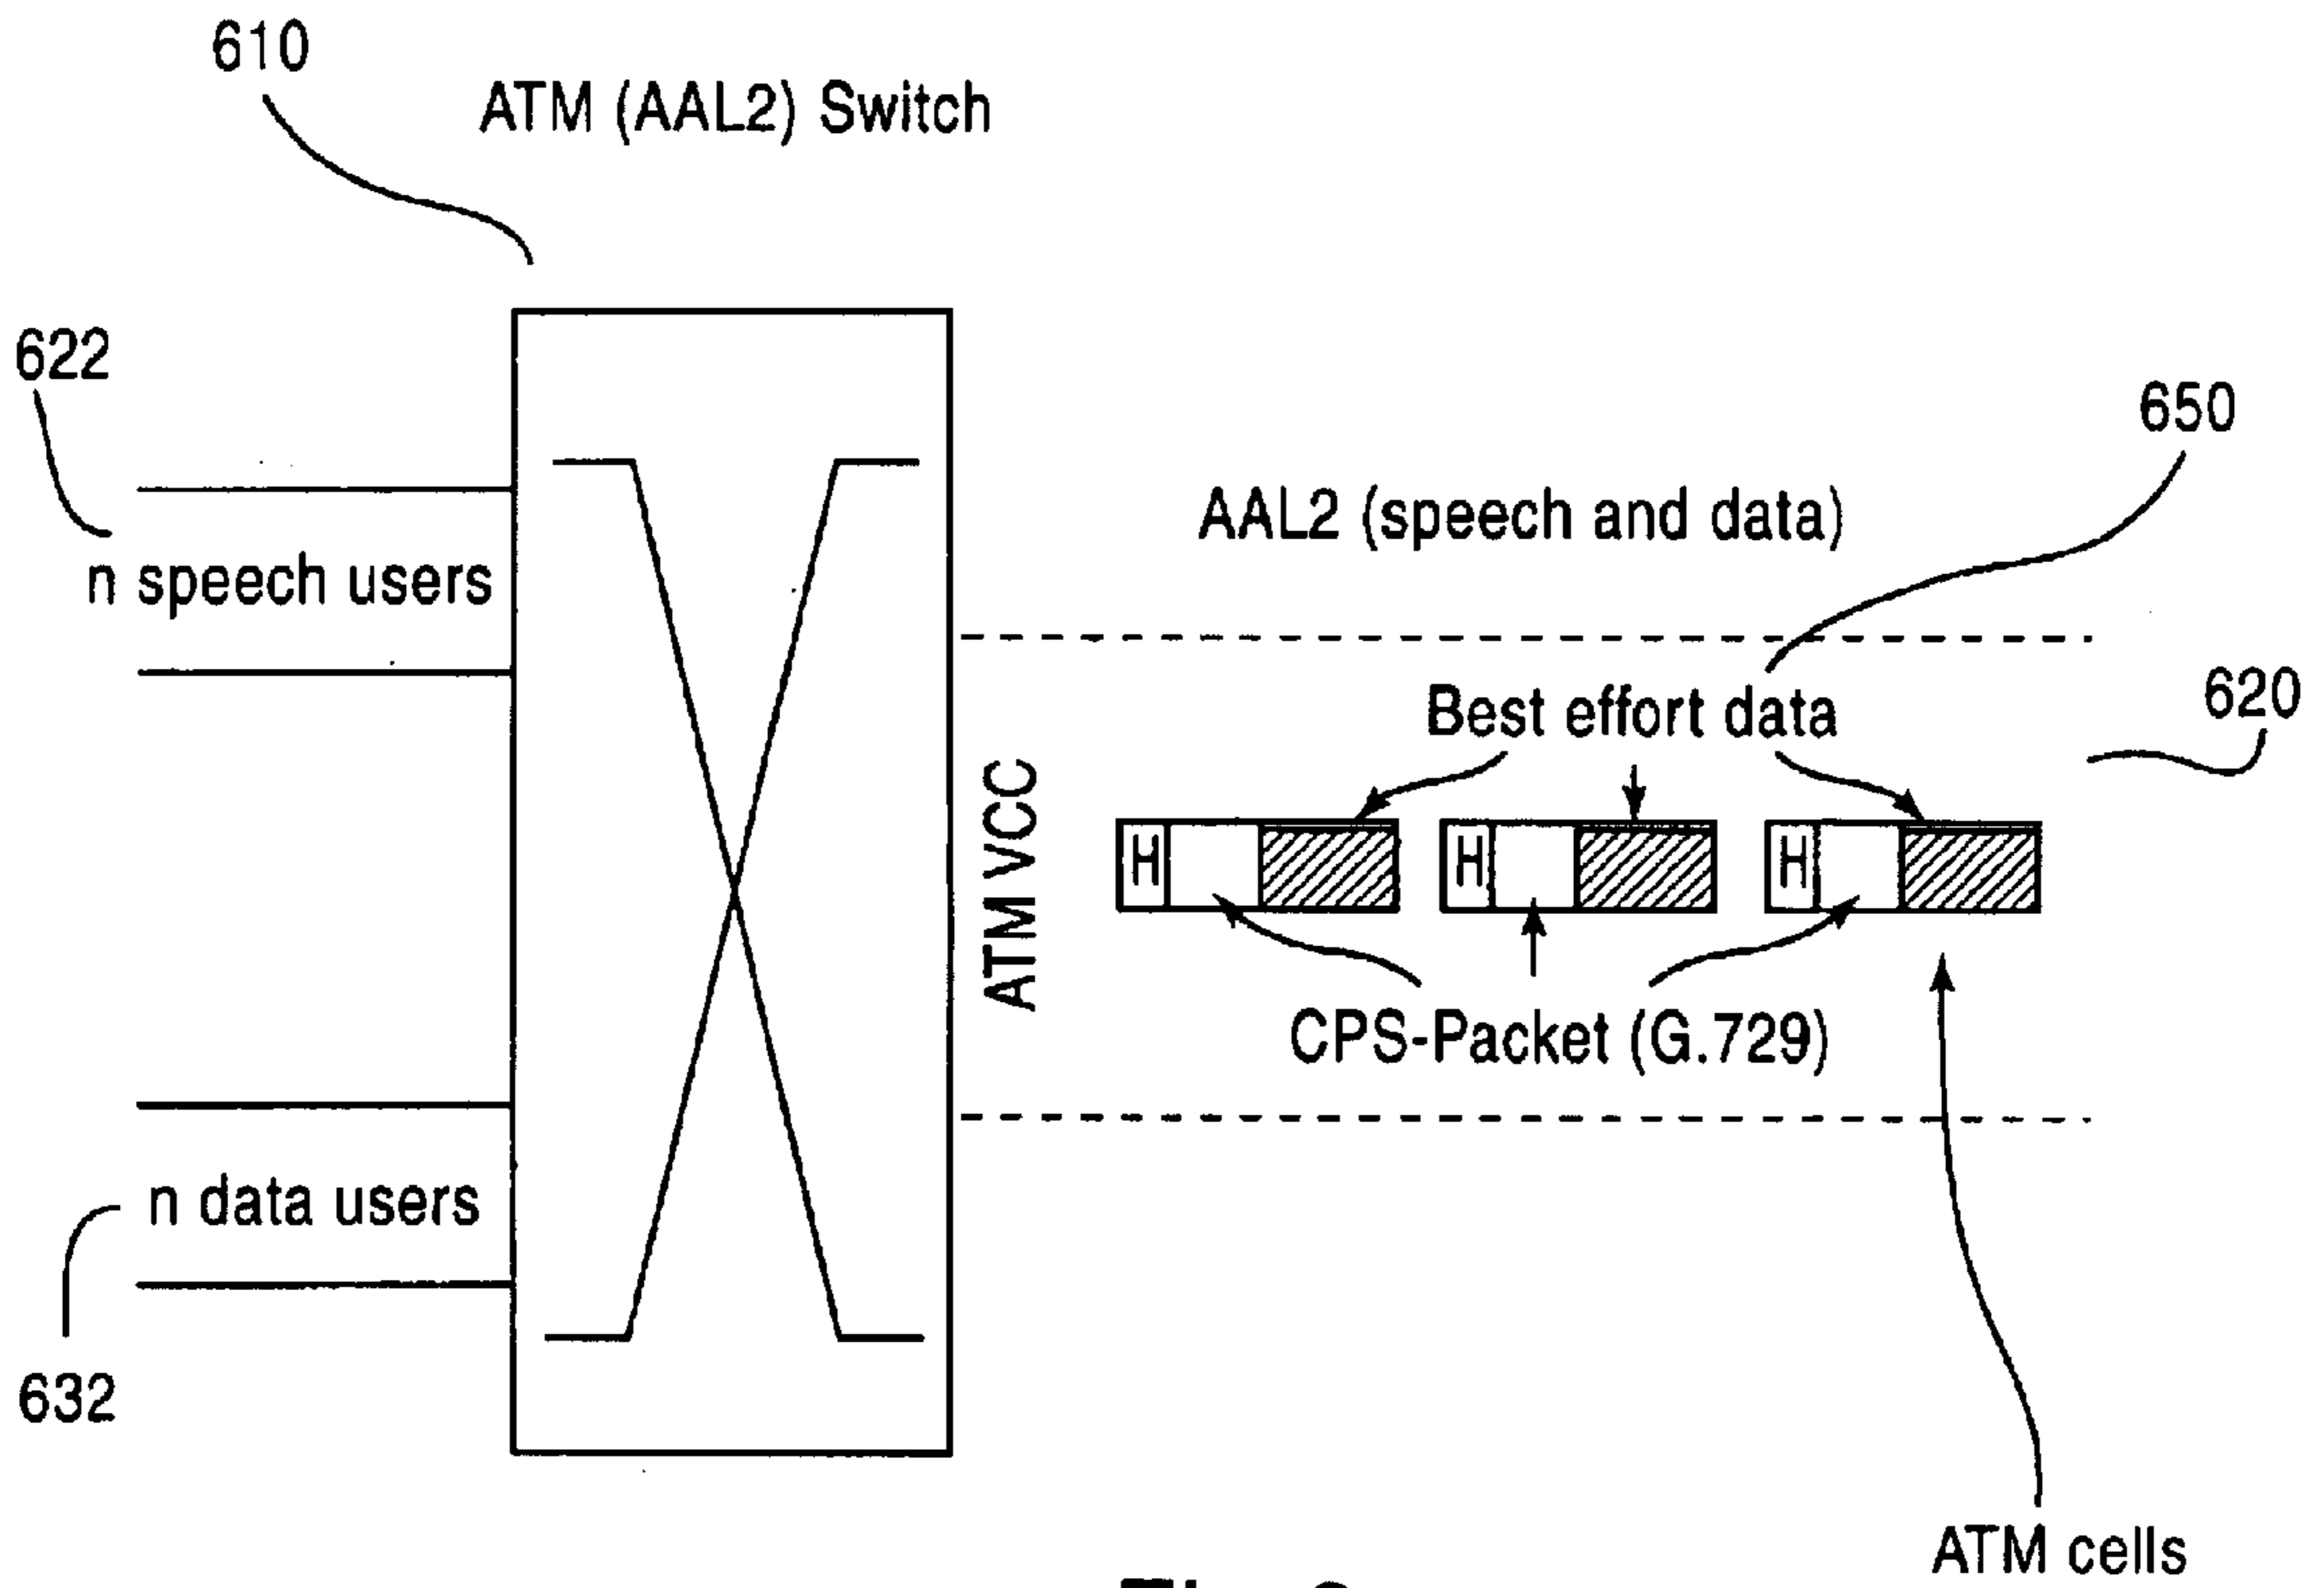 610
ATM (AAL2) Switch
622
n speech users
650
AAL2 (speech and data)
620
Best effort data
ATM VCC
H
H
H
CPS-Packet (G.729)
n data users
632
ATM cells